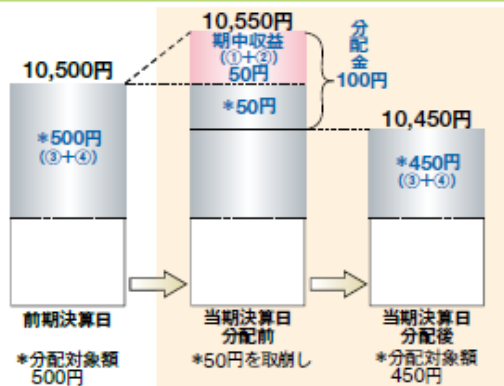 10,500円
*500円
(③+④)
前期決算日
*分配対象額
500円
10,550円
期中収益
(①+②)
50円
*50円
分配金
100円
当期決算日
分配前
*50円を取崩し
10,450円
*450円
(③+④)
当期決算日
分配後
*分配対象額
450円